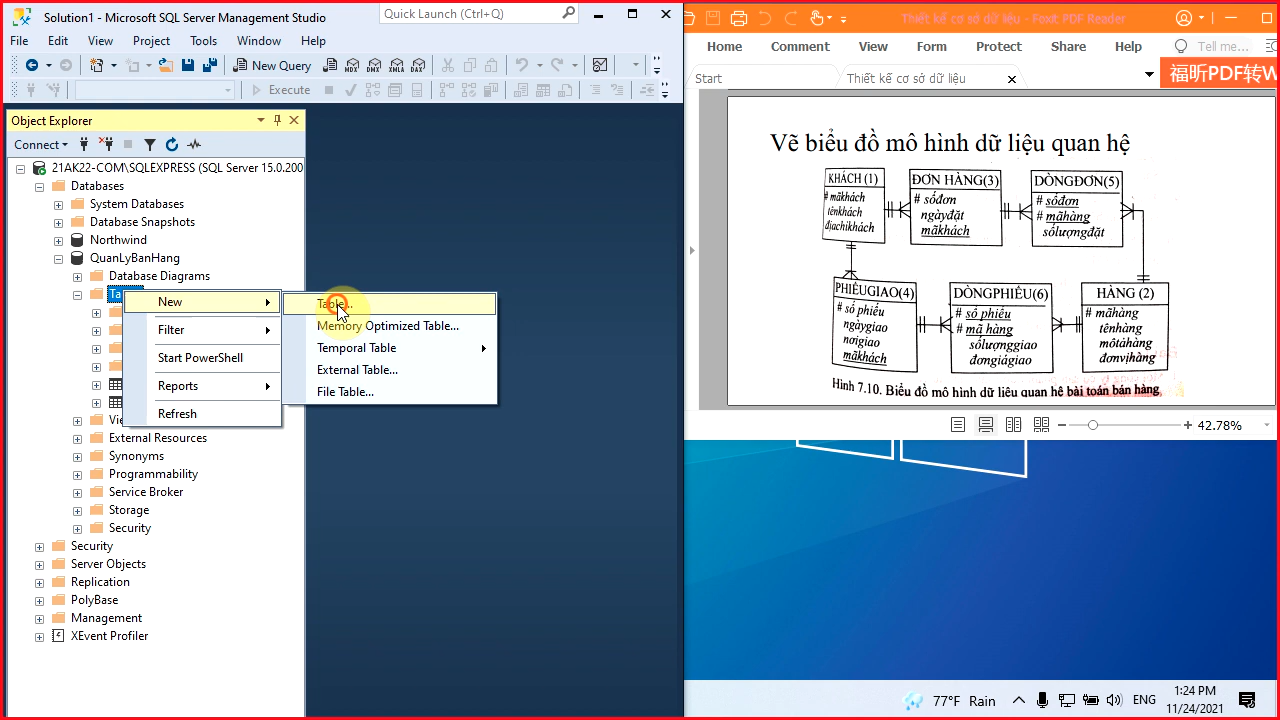 Solution1 - Microsoft SQL Server Management Studio
Quick Launch (Ctrl+Q)
File Edit View Project Tools Window Help
New Query
MDX DMX XMLA DAX
Execute
Object Explorer
Connect
21AK22-COM\SQLEXPRESS (SQL Server 15.0.200
Databases
System Databases
Database Snapshots
Northwind
QuanLyBanHang
Database Diagrams
New
Filter
Start PowerShell
Reports
Refresh
Table...
Memory Optimized Table...
Temporal Table
External Table...
File Table...
External Resources
Synonyms
Programmability
Service Broker
Storage
Security
Security
Server Objects
Replication
PolyBase
Management
XEvent Profiler
Thiết kế cơ sở dữ liệu - Foxit PDF Reader
Home Comment View Form Protect Share Help Tell me...
Start
Thiết kế cơ sở dữ liệu
福昕PDF转W
Vẽ biểu đồ mô hình dữ liệu quan hệ
KHÁCH (1)
# mãkhách
tênkhách
địachikhách
ĐƠN HÀNG(3)
# sốđơn
ngàyđặt
mãkhách
DÒNGĐƠN(5)
# sốđơn
# mãhàng
sốlượngđặt
PHIẾUGIAO(4)
# số phiếu
ngàygiao
nơigiao
mãkhách
DÒNGPHIẾU(6)
# số phiếu
# mã hàng
sốlượnggiao
đơngiágiao
HÀNG (2)
# mãhàng
tênhàng
môtảhàng
đơnvịhàng
Hình 7.10. Biểu đồ mô hình dữ liệu quan hệ bài toán bán hàng
42.78%
77°F Rain
ENG
1:24 PM
11/24/2021